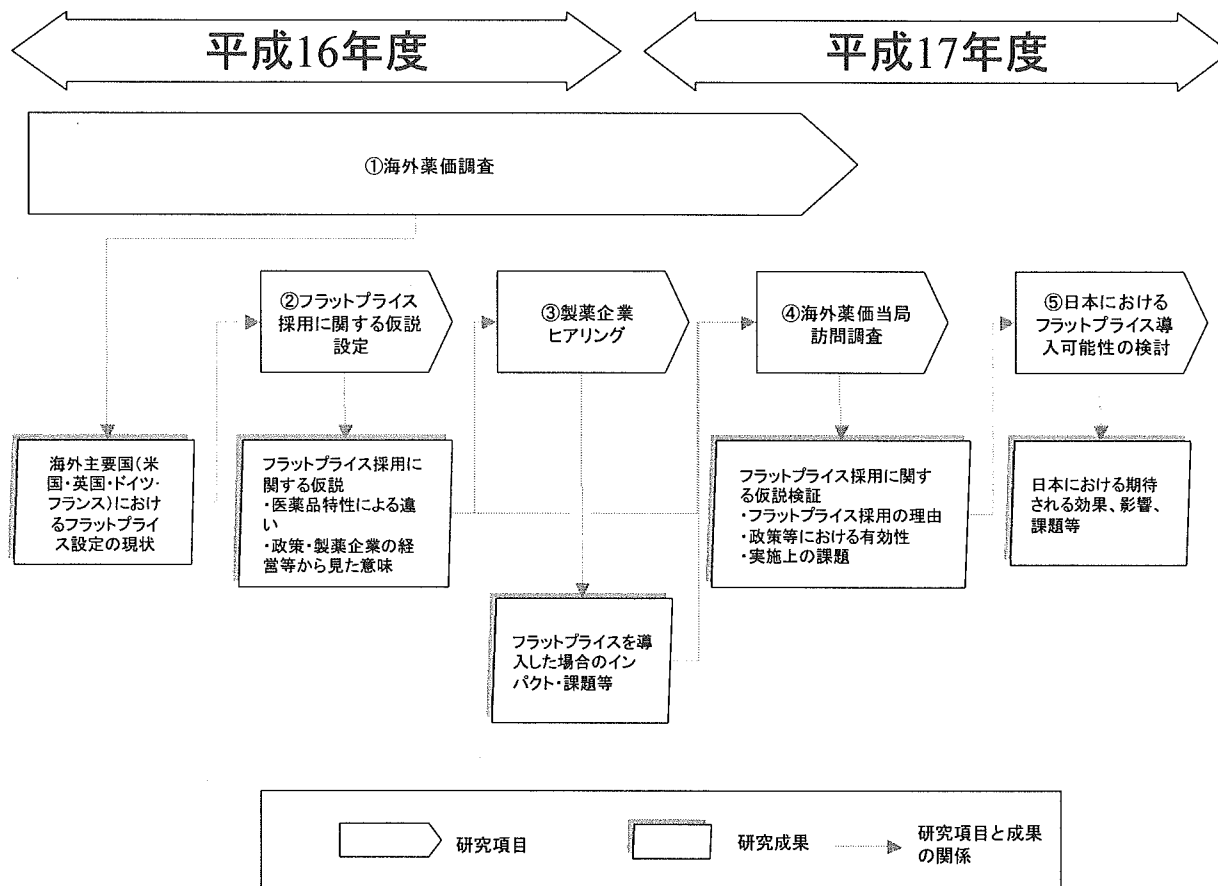 平成16年度
平成17年度
①海外薬価調査
②フラットプライス
採用に関する仮説
設定
③製薬企業
ヒアリング
④海外薬価当局
訪問調査
⑤日本における
フラットプライス導
入可能性の検討
海外主要国(米
国・英国・ドイツ・
フランス)におけ
るフラットプライ
ス設定の現状
フラットプライス採用に
関する仮説
・医薬品特性による違
い
・政策・製薬企業の経
営等から見た意味
フラットプライスを導
入した場合のイン
パクト・課題等
フラットプライス採用に関す
る仮説検証
・フラットプライス採用の理由
・政策等における有効性
・実施上の課題
日本における期待
される効果、影響、
課題等
研究項目
研究成果
研究項目と成果
の関係